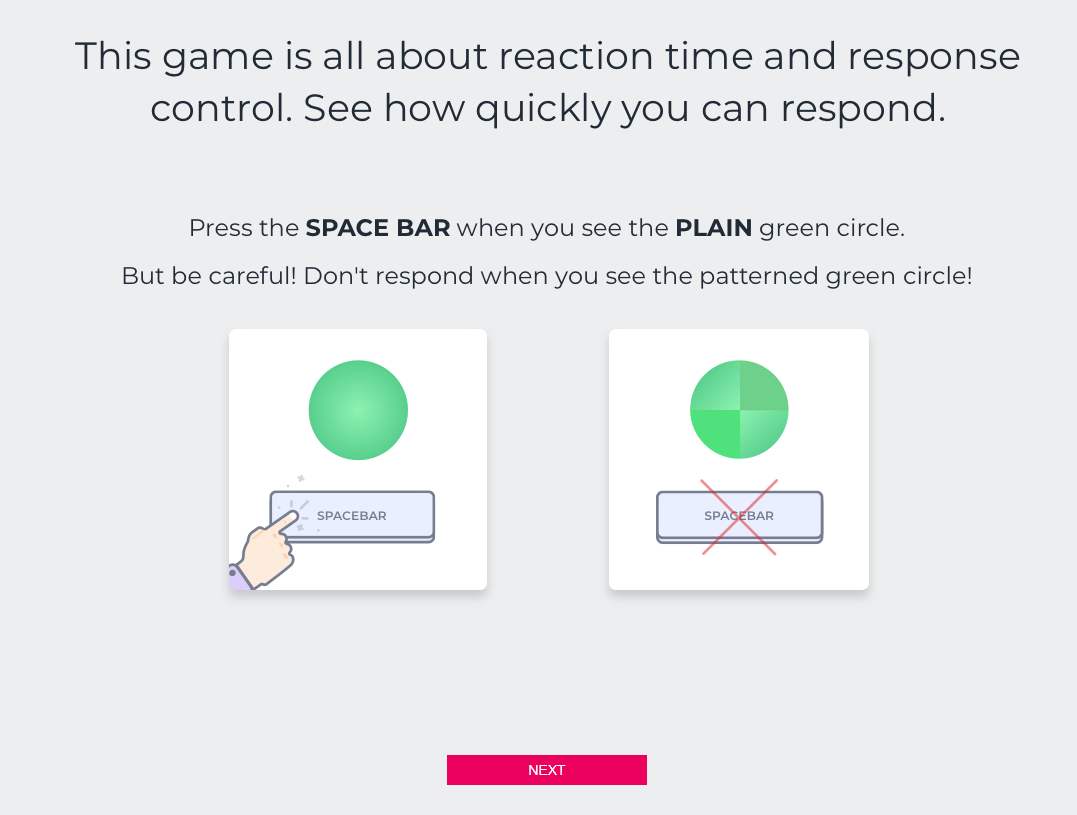 This game is all about reaction time and response
control. See how quickly you can respond.
Press the SPACE BAR when you see the PLAIN green circle.
But be careful! Don't respond when you see the patterned green circle!
SPACEBAR
SPACEBAR
NEXT